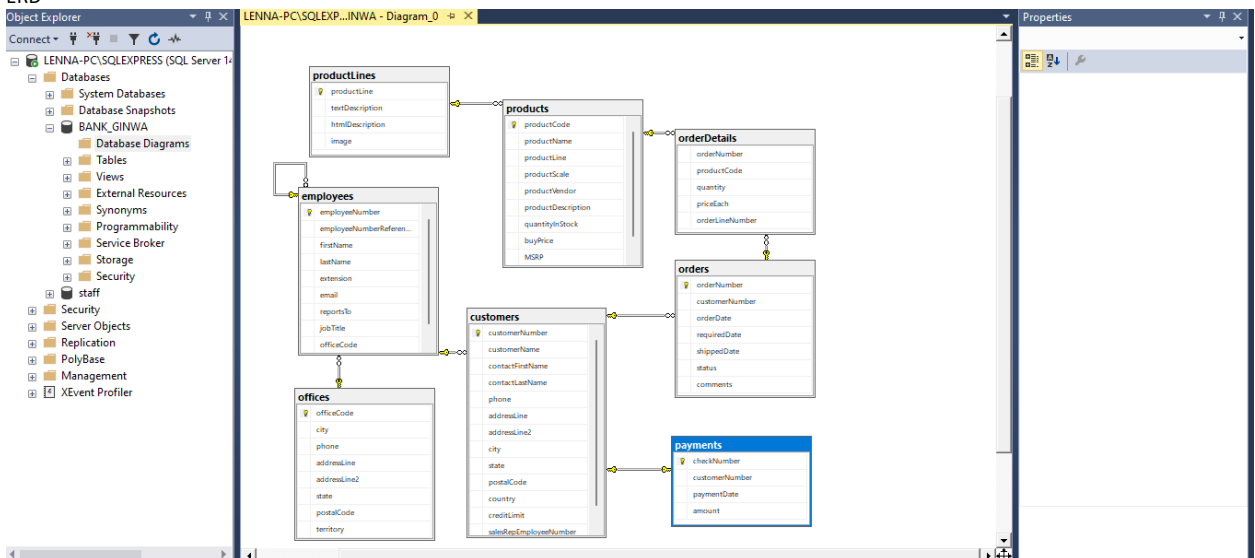 ERD
Object Explorer
Connect
LENNA-PC\SQLEXPRESS (SQL Server 14
Databases
System Databases
Database Snapshots
BANK_GINWA
Database Diagrams
Tables
Views
External Resources
Synonyms
Programmability
Service Broker
Storage
Security
staff
Security
Server Objects
Replication
PolyBase
Management
XEvent Profiler
LENNA-PC\SQLEXP...INWA - Diagram_0
productLines
productLine
textDescription
htmlDescription
image
products
productCode
productName
productLine
productScale
productVendor
productDescription
quantityInStock
buyPrice
MSRP
orderDetails
orderNumber
productCode
quantity
priceEach
orderLineNumber
employees
employeeNumber
employeeNumberReferen...
firstName
lastName
extension
email
reportsTo
jobTitle
officeCode
orders
orderNumber
customerNumber
orderDate
requiredDate
shippedDate
status
comments
customers
customerNumber
customerName
contactFirstName
contactLastName
phone
addressLine
addressLine2
city
state
postalCode
country
creditLimit
salesRepEmployeeNumber
offices
officeCode
city
phone
addressLine
addressLine2
state
postalCode
territory
payments
checkNumber
customerNumber
paymentDate
amount
Properties